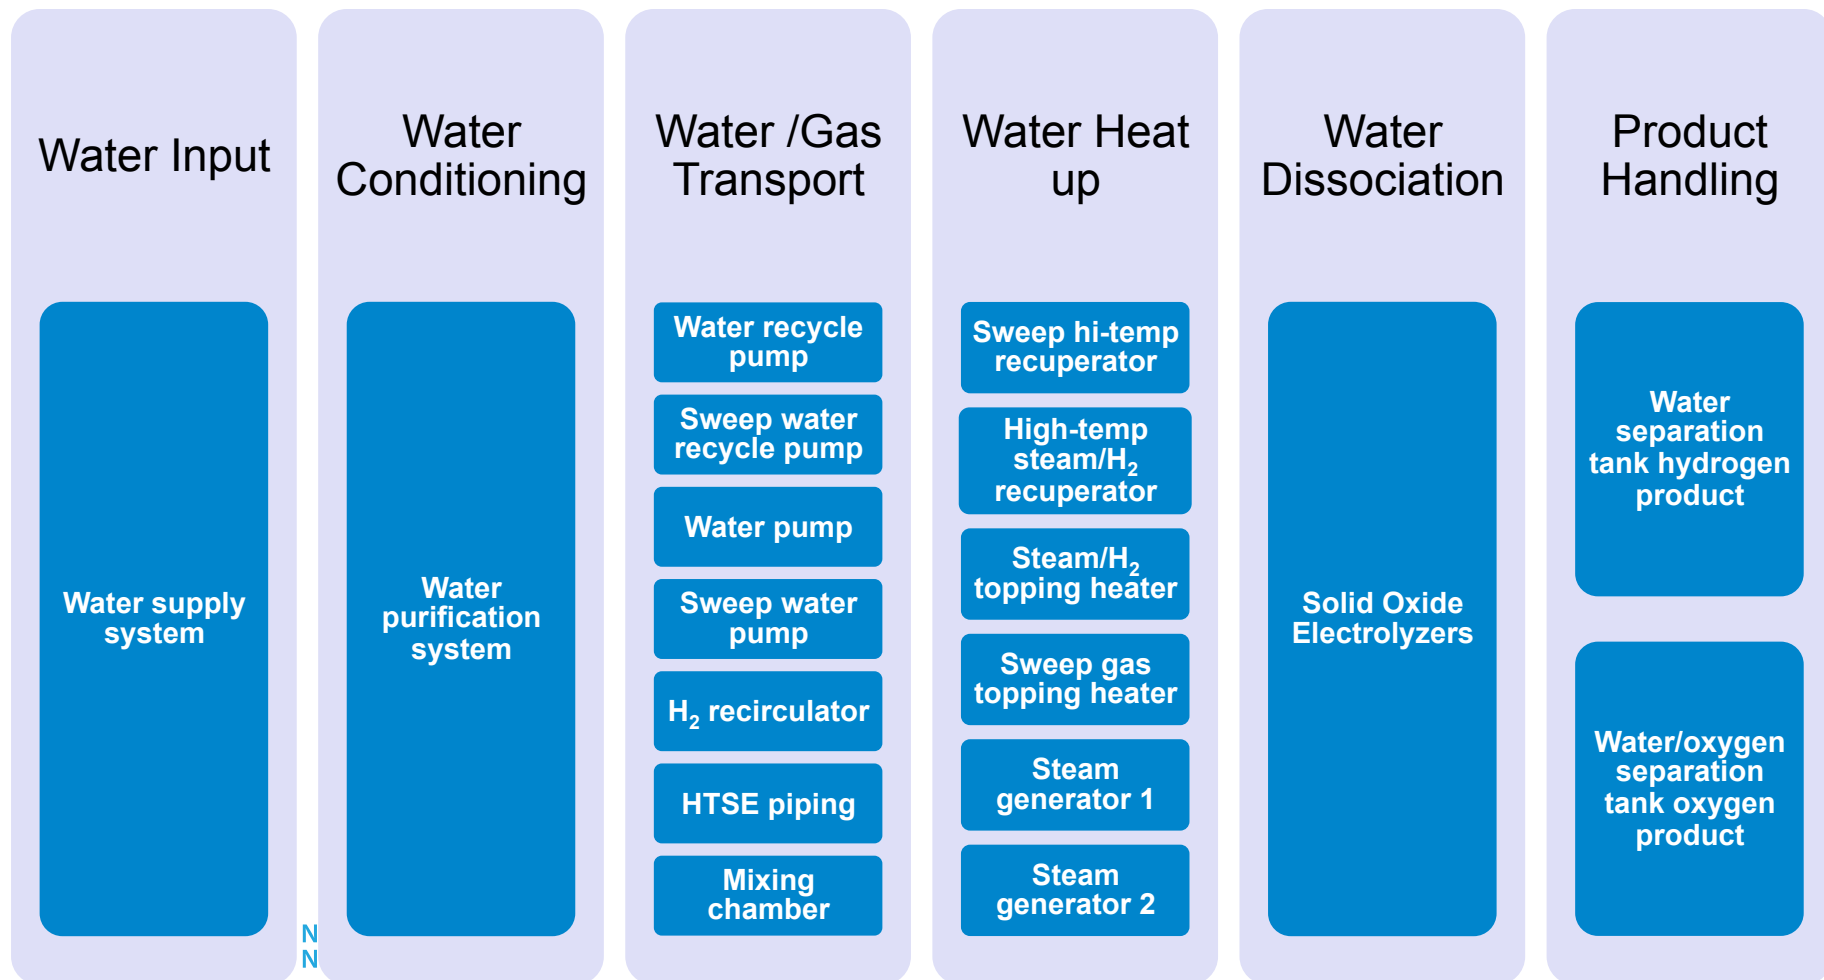 Water Input
Water supply
system
Water
Conditioning
Water
purification
system
Water /Gas
Transport
Water recycle
pump
Sweep water
recycle pump
Water pump
Sweep water
pump
H₂ recirculator
HTSE piping
Mixing
chamber
Water Heat
up
Sweep hi-temp
recuperator
High-temp
steam/H₂
recuperator
Steam/H₂
topping heater
Sweep gas
topping heater
Steam
generator 1
Steam
generator 2
Water
Dissociation
Solid Oxide
Electrolyzers
Product
Handling
Water
separation
tank hydrogen
product
Water/oxygen
separation
tank oxygen
product
N
N